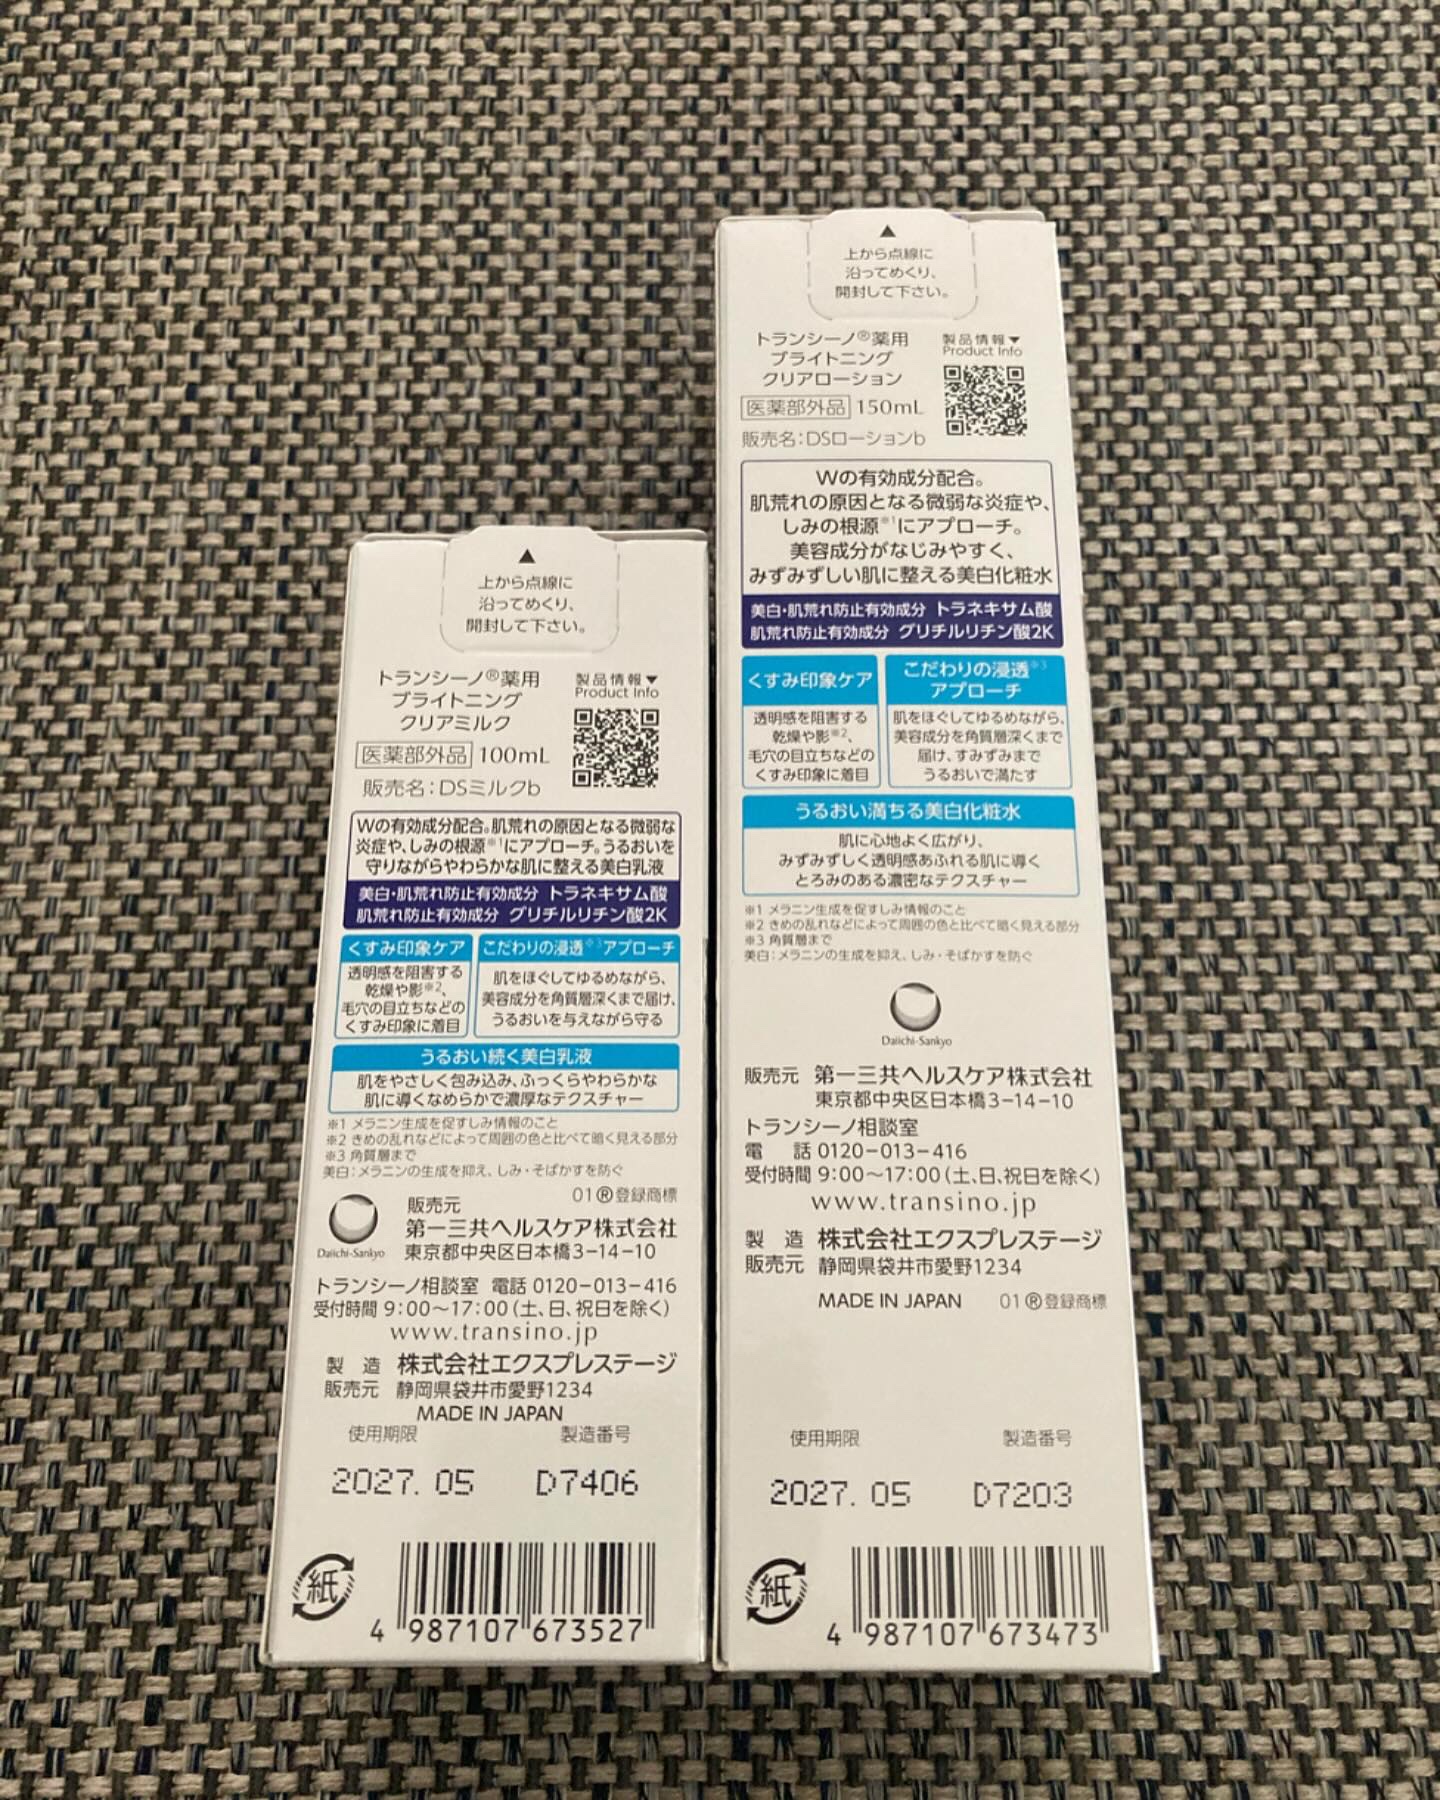 ▲
上から点線に
沿ってめくり、
開封して下さい。
トランシーノ®薬用
ブライトニング
クリアミルク
医薬部外品 100mL
販売名：DSミルクb
製品情報▼
Product Info
Wの有効成分配合。肌荒れの原因となる微弱な
炎症や、しみの根源※1にアプローチ。うるおいを
守りながらやわらかな肌に整える美白乳液
美白・肌荒れ防止有効成分 トラネキサム酸
肌荒れ防止有効成分 グリチルリチン酸2K
くすみ印象ケア
透明感を阻害する
乾燥や影※2、
毛穴の目立ちなどの
くすみ印象に着目
こだわりの浸透※3アプローチ
肌をほぐしてゆるめながら、
美容成分を角質層深くまで届け、
うるおいを与えながら守る
うるおい続く美白乳液
肌をやさしく包み込み、ふっくらやわらかな
肌に導くなめらかで濃厚なテクスチャー
※1 メラニン生成を促すしみ情報のこと
※2 きめの乱れなどによって周囲の色と比べて暗く見える部分
※3 角質層まで
美白：メラニンの生成を抑え、しみ・そばかすを防ぐ
01®登録商標
Daiichi-Sankyo
販売元
第一三共ヘルスケア株式会社
東京都中央区日本橋3-14-10
トランシーノ相談室 電話 0120-013-416
受付時間 9:00～17:00（土、日、祝日を除く）
www.transino.jp
製造 株式会社エクスプレステージ
販売元 静岡県袋井市愛野1234
MADE IN JAPAN
使用期限 製造番号
2027.05 D7406
紙
4 987107 673527
▲
上から点線に
沿ってめくり、
開封して下さい。
トランシーノ®薬用
ブライトニング
クリアローション
医薬部外品 150mL
販売名：DSローションb
製品情報▼
Product Info
Wの有効成分配合。
肌荒れの原因となる微弱な炎症や、
しみの根源※1にアプローチ。
美容成分がなじみやすく、
みずみずしい肌に整える美白化粧水
美白・肌荒れ防止有効成分 トラネキサム酸
肌荒れ防止有効成分 グリチルリチン酸2K
くすみ印象ケア
透明感を阻害する
乾燥や影※2、
毛穴の目立ちなどの
くすみ印象に着目
こだわりの浸透※3
アプローチ
肌をほぐしてゆるめながら、
美容成分を角質層深くまで
届け、すみずみまで
うるおいで満たす
うるおい満ちる美白化粧水
肌に心地よく広がり、
みずみずしく透明感あふれる肌に導く
とろみのある濃密なテクスチャー
※1 メラニン生成を促すしみ情報のこと
※2 きめの乱れなどによって周囲の色と比べて暗く見える部分
※3 角質層まで
美白：メラニンの生成を抑え、しみ・そばかすを防ぐ
Daiichi-Sankyo
販売元 第一三共ヘルスケア株式会社
東京都中央区日本橋3-14-10
トランシーノ相談室
電話 0120-013-416
受付時間 9:00～17:00（土、日、祝日を除く）
www.transino.jp
製造 株式会社エクスプレステージ
販売元 静岡県袋井市愛野1234
MADE IN JAPAN 01®登録商標
使用期限 製造番号
2027.05 D7203
紙
4 987107 673473